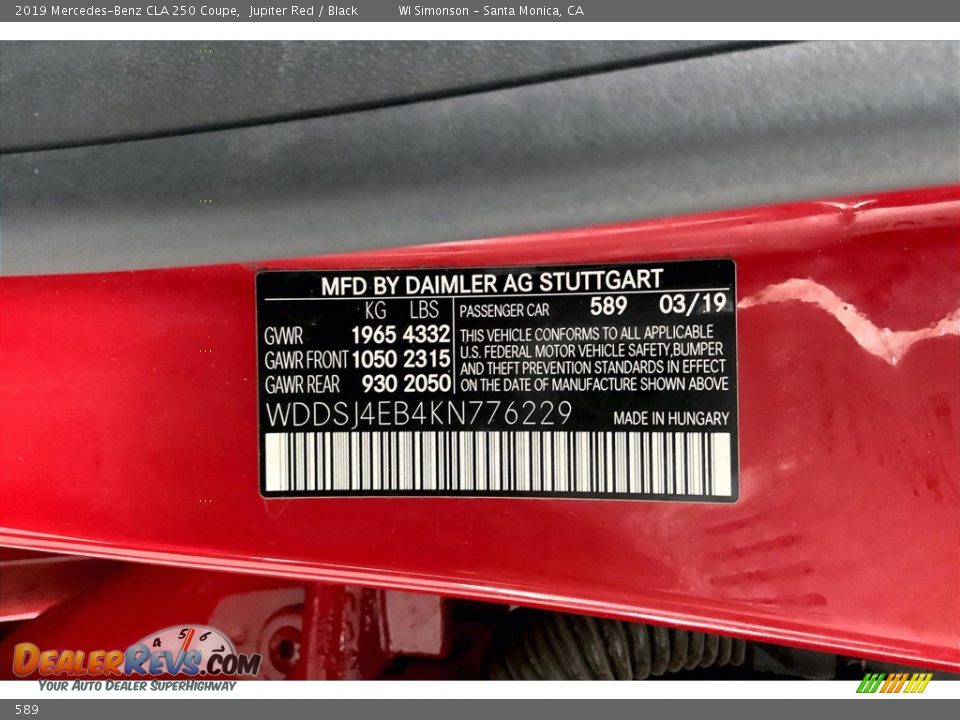 2019 Mercedes-Benz CLA 250 Coupe, Jupiter Red / Black WI Simonson - Santa Monica, CA
MFD BY DAIMLER AG STUTTGART
KG LBS
GVWR 1965 4332
GAWR FRONT 1050 2315
GAWR REAR 930 2050
PASSENGER CAR 589 03/19
THIS VEHICLE CONFORMS TO ALL APPLICABLE
U.S. FEDERAL MOTOR VEHICLE SAFETY,BUMPER
AND THEFT PREVENTION STANDARDS IN EFFECT
ON THE DATE OF MANUFACTURE SHOWN ABOVE
WDDSJ4EB4KN776229 MADE IN HUNGARY
4 5 6
DEALERREVS.COM
YOUR AUTO DEALER SUPERHIGHWAY
589